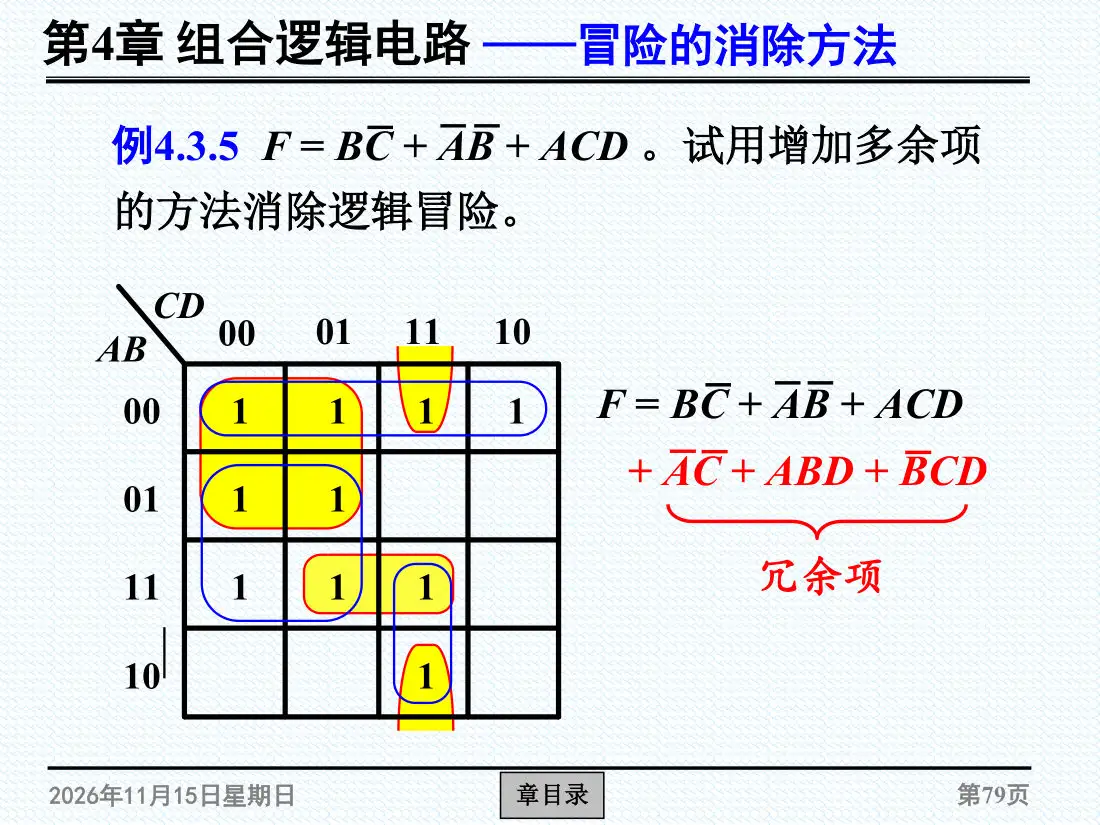 第4章 组合逻辑电路 ——冒险的消除方法
例4.3.5 F = BC̅ + A̅B̅ + ACD 。试用增加多余项
的方法消除逻辑冒险。
CD
AB
00 01 11 10
00 1 1 1 1
01 1 1
11 1 1 1
10 1
F = BC̅ + A̅B̅ + ACD
+ A̅C̅ + ABD + B̅CD
冗余项
2026年11月15日星期日
章目录
第79页